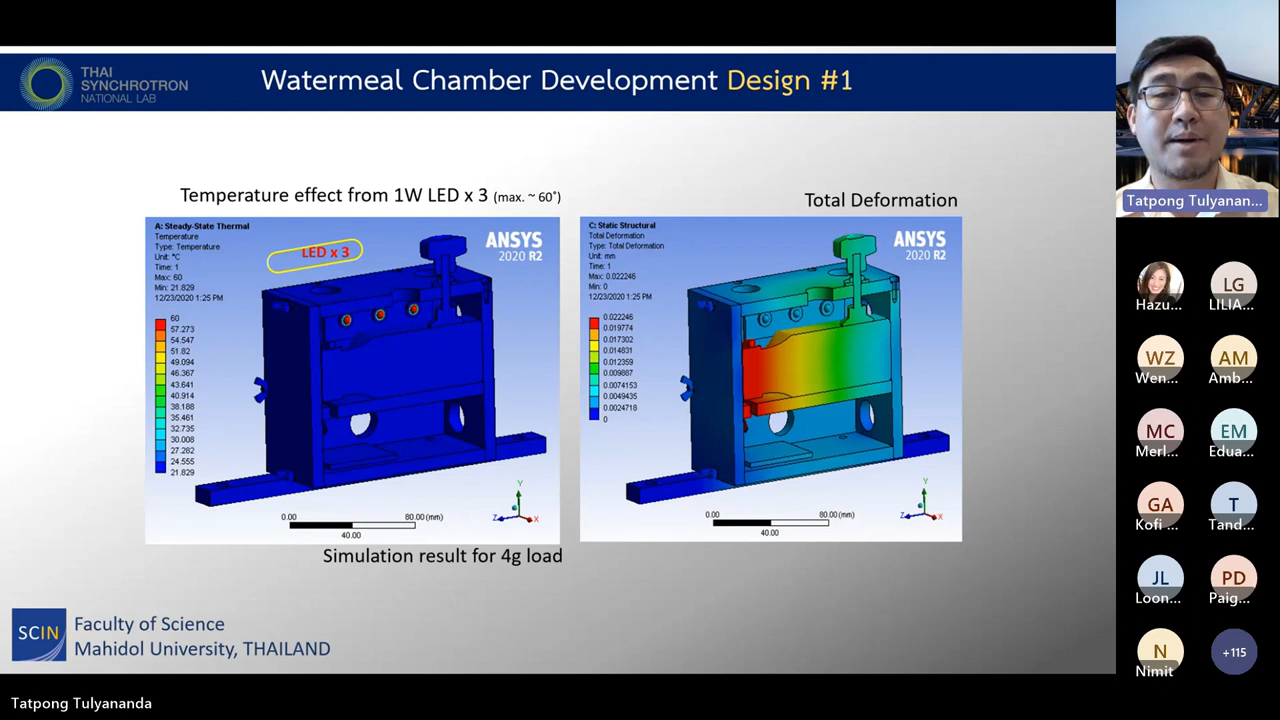 THAI
SYNCHROTRON
NATIONAL LAB
Watermeal Chamber Development Design #1
Temperature effect from 1W LED x 3 (max. ~ 60°)
Total Deformation
A: Steady-State Thermal
Temperature
Type: Temperature
Unit: °C
Time: 1
Max: 60
Min: 21.829
12/23/2020 1:25 PM
LED x 3
ANSYS
2020 R2
60
57.273
54.547
51.82
49.094
46.367
43.641
40.914
38.188
35.461
32.735
30.008
27.282
24.555
21.829
0.00
80.00 (mm)
40.00
Y
Z
X
C: Static Structural
Total Deformation
Type: Total Deformation
Unit: mm
Time: 1
Max: 0.022246
Min: 0
12/23/2020 1:25 PM
ANSYS
2020 R2
0.022246
0.019774
0.017302
0.014831
0.012359
0.009887
0.0074153
0.0049435
0.0024718
0
0.00
80.00 (mm)
40.00
Y
Z
X
Simulation result for 4g load
SCIN
Faculty of Science
Mahidol University, THAILAND
Tatpong Tulyanan...
Hazu...
LG
LILIA...
WZ
Wen...
AM
Amb...
MC
Merl...
EM
Edua...
GA
Kofi ...
T
Tand...
JL
Loon...
PD
Paig...
N
Nimit
+115
Tatpong Tulyananda